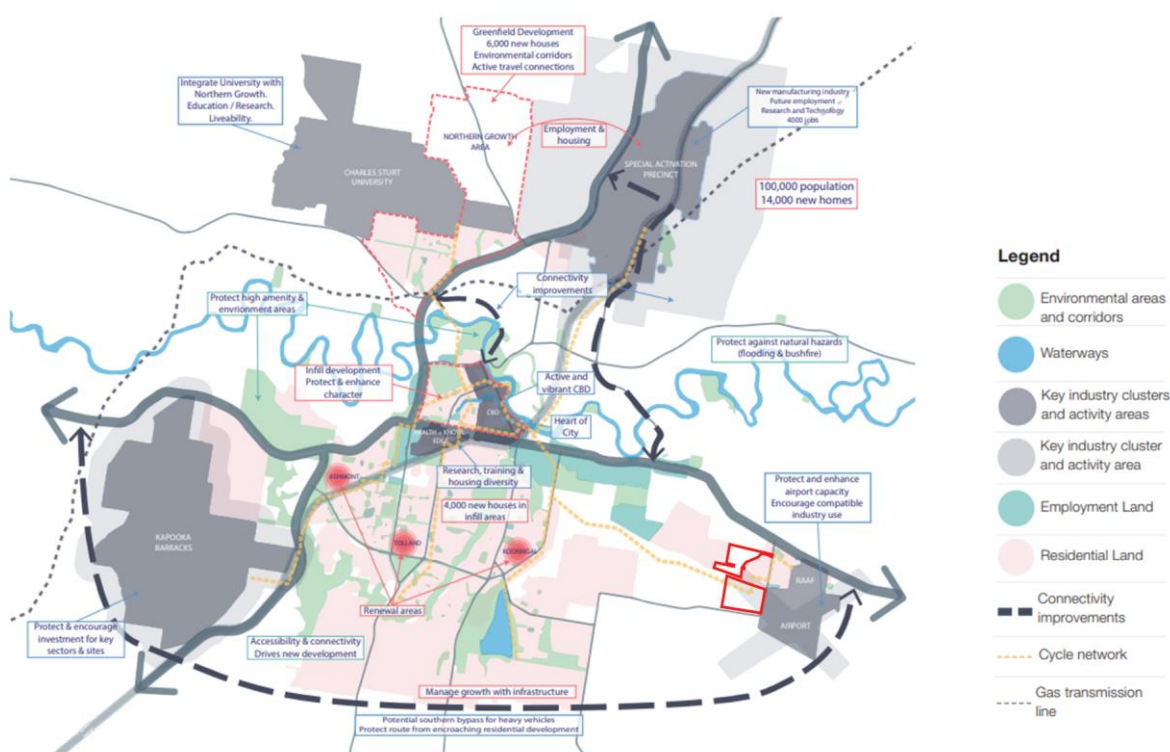 Greenfield Development
6,000 new houses
Environmental corridors
Active travel connections
Integrate University with
Northern Growth.
Education / Research.
Liveability.
New manufacturing industry
Future employment
Research and Technology
4000 jobs
NORTHERN GROWTH
AREA
Employment &
housing
CHARLES STURT
UNIVERSITY
SPECIAL ACTIVATION
PRECINCT
100,000 population
14,000 new homes
Connectivity
improvements
Protect high amenity &
envrionment areas
Protect against natural hazards
(flooding & bushfire)
Infill development
Protect & enhance
character
Active and
vibrant CBD
CBD
Heart of
City
HEALTH + KNO
EDGE
Research, training &
housing diversity
ASHMONT
4,000 new houses in
infill areas
Protect and enhance
airport capacity
Encourage compatible
industry use
KAPOOKA
BARRACKS
TOLLAND
KOORINGAL
RAAF
AIRPORT
Renewal areas
Protect & encourage
investment for key
sectors & sites
Accessibility & connectivity
Drives new development
Manage growth with infrastructure
Potential southern bypass for heavy vehicles
Protect route from encroaching residential development
Legend
Environmental areas
and corridors
Waterways
Key industry clusters
and activity areas
Key industry cluster
and activity area
Employment Land
Residential Land
Connectivity
improvements
Cycle network
Gas transmission
line